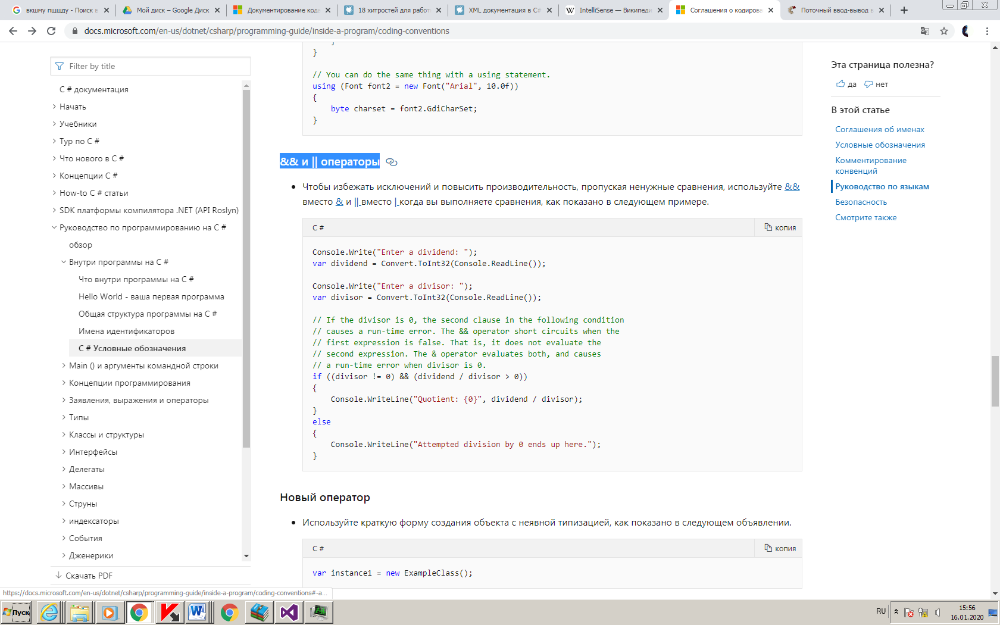 вкшму пщщду - Поиск в
Мой диск – Google Диск
Документирование кода
18 хитростей для работ
XML документация в C#
IntelliSense — Википеди
Соглашения о кодирова
Поточный ввод-вывод в
docs.microsoft.com/en-us/dotnet/csharp/programming-guide/inside-a-program/coding-conventions
Filter by title
C # документация
Начать
Учебники
Тур по C #
Что нового в C #
Концепции C #
How-to C # статьи
SDK платформы компилятора .NET (API Roslyn)
Руководство по программированию на C #
обзор
Внутри программы на C #
Что внутри программы на C #
Hello World - ваша первая программа
Общая структура программы на C #
Имена идентификаторов
C # Условные обозначения
Main () и аргументы командной строки
Концепции программирования
Заявления, выражения и операторы
Типы
Классы и структуры
Интерфейсы
Делегаты
Массивы
Струны
индексаторы
События
Дженерики
Скачать PDF
}
}
// You can do the same thing with a using statement.
using (Font font2 = new Font("Arial", 10.0f))
{
byte charset = font2.GdiCharSet;
}
&& и || операторы
• Чтобы избежать исключений и повысить производительность, пропуская ненужные сравнения, используйте &&
вместо & и || вместо | когда вы выполняете сравнения, как показано в следующем примере.
C #
копия
Console.Write("Enter a dividend: ");
var dividend = Convert.ToInt32(Console.ReadLine());
Console.Write("Enter a divisor: ");
var divisor = Convert.ToInt32(Console.ReadLine());
// If the divisor is 0, the second clause in the following condition
// causes a run-time error. The && operator short circuits when the
// first expression is false. That is, it does not evaluate the
// second expression. The & operator evaluates both, and causes
// a run-time error when divisor is 0.
if ((divisor != 0) && (dividend / divisor > 0))
{
Console.WriteLine("Quotient: {0}", dividend / divisor);
}
else
{
Console.WriteLine("Attempted division by 0 ends up here.");
}
Новый оператор
• Используйте краткую форму создания объекта с неявной типизацией, как показано в следующем объявлении.
C #
копия
var instance1 = new ExampleClass();
Эта страница полезна?
да
нет
В этой статье
Соглашения об именах
Условные обозначения
Комментирование
конвенций
Руководство по языкам
Безопасность
Смотрите также
https://docs.microsoft.com/en-us/dotnet/csharp/programming-guide/inside-a-program/coding-conventions#-a...
Пуск
RU
15:56
16.01.2020